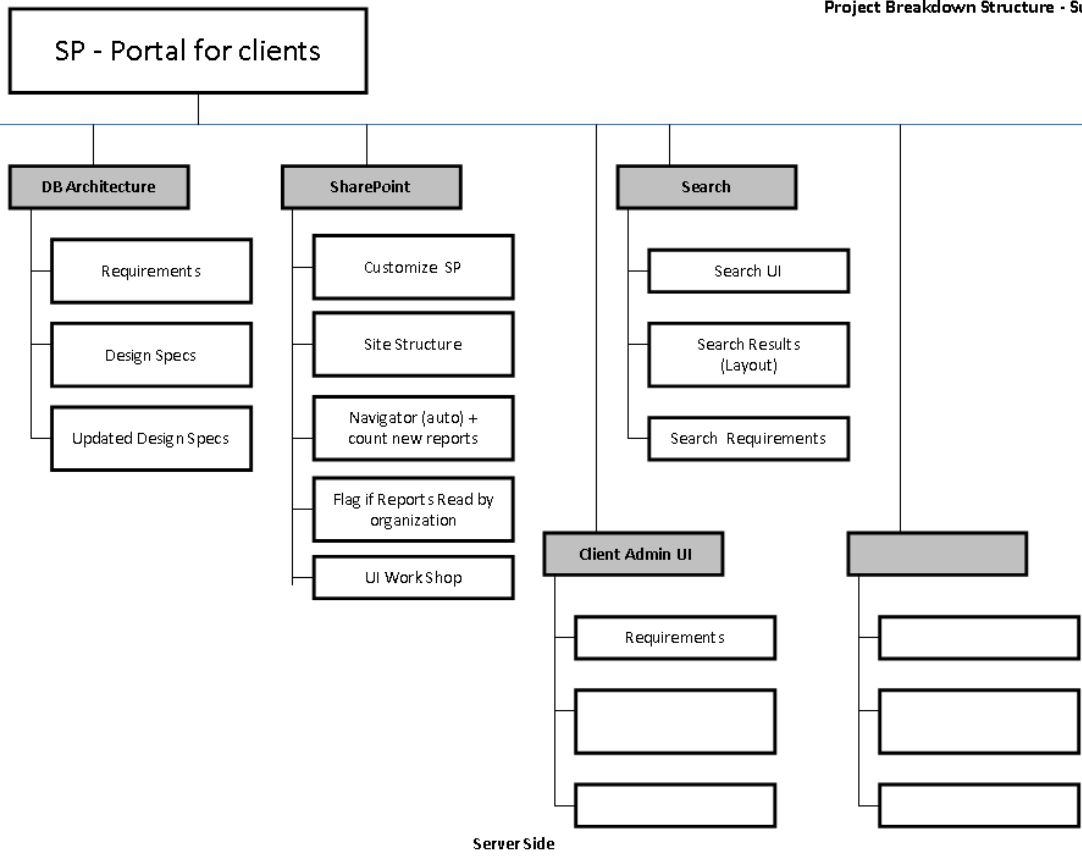 Project Breakdown Structure -
SP - Portal for clients
DB Architecture
Requirements
Design Specs
Updated Design Specs
SharePoint
Customize SP
Site Structure
Navigator (auto) +
count new reports
Flag if Reports Read by
organization
UI Work Shop
Search
Search UI
Search Results
(Layout)
Search Requirements
Client Admin UI
Requirements
Server Side